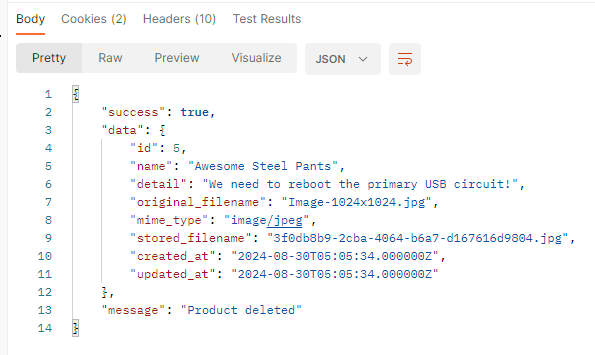 Body Cookies (2) Headers (10) Test Results
Pretty Raw Preview Visualize JSON
1 {
2 "success": true,
3 "data": {
4 "id": 5,
5 "name": "Awesome Steel Pants",
6 "detail": "We need to reboot the primary USB circuit!",
7 "original_filename": "Image-1024x1024.jpg",
8 "mime_type": "image/jpeg",
9 "stored_filename": "3f0db8b9-2cba-4064-b6a7-d167616d9804.jpg",
10 "created_at": "2024-08-30T05:05:34.000000Z",
11 "updated_at": "2024-08-30T05:05:34.000000Z"
12 },
13 "message": "Product deleted"
14 }